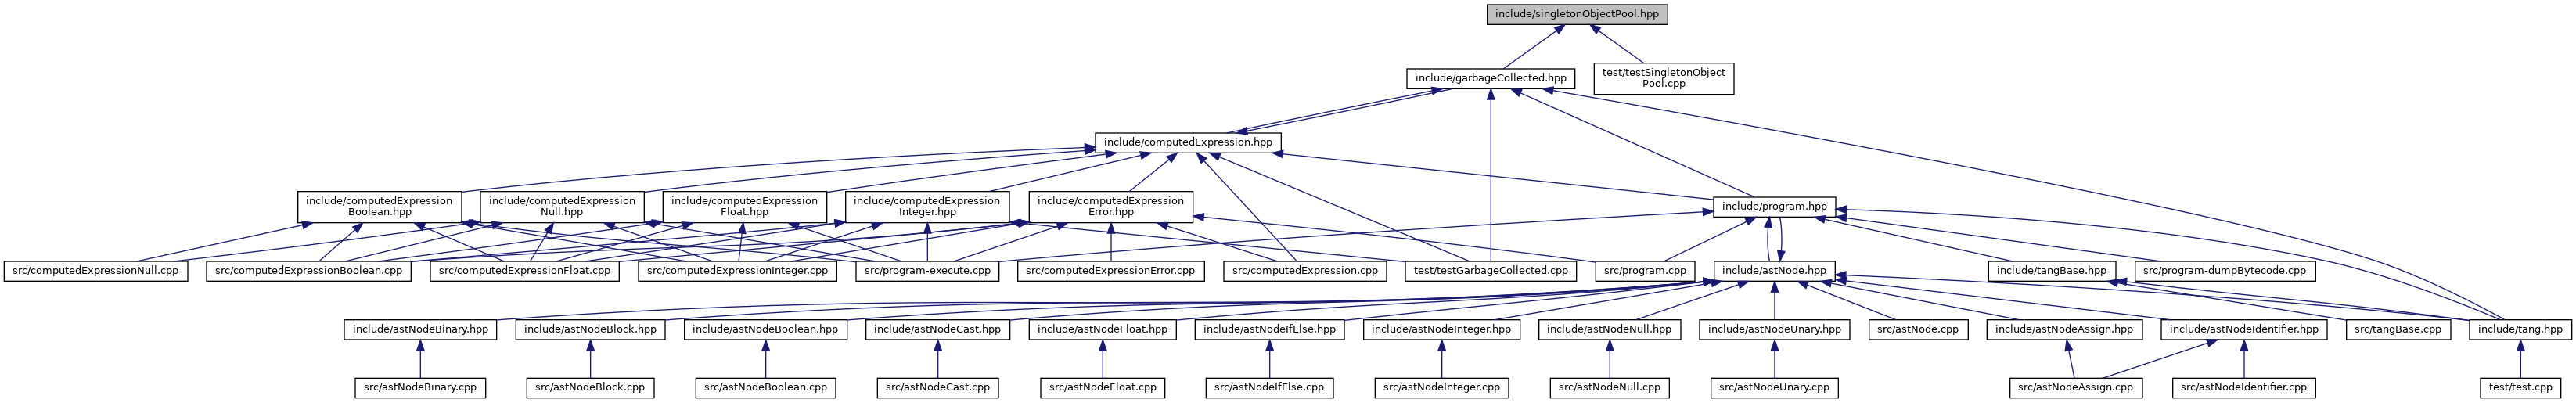 include/singletonObjectPool.hpp
include/garbageCollected.hpp
test/testSingletonObject
Pool.cpp
include/computedExpression.hpp
include/computedExpression
Boolean.hpp
include/computedExpression
Null.hpp
include/computedExpression
Float.hpp
include/computedExpression
Integer.hpp
include/computedExpression
Error.hpp
include/program.hpp
src/computedExpressionNull.cpp
src/computedExpressionBoolean.cpp
src/computedExpressionFloat.cpp
src/computedExpressionInteger.cpp
src/program-execute.cpp
src/computedExpressionError.cpp
src/computedExpression.cpp
test/testGarbageCollected.cpp
src/program.cpp
include/astNode.hpp
include/tangBase.hpp
src/program-dumpBytecode.cpp
include/astNodeBinary.hpp
include/astNodeBlock.hpp
include/astNodeBoolean.hpp
include/astNodeCast.hpp
include/astNodeFloat.hpp
include/astNodeIfElse.hpp
include/astNodeInteger.hpp
include/astNodeNull.hpp
include/astNodeUnary.hpp
src/astNode.cpp
include/astNodeAssign.hpp
include/astNodeIdentifier.hpp
src/tangBase.cpp
include/tang.hpp
src/astNodeBinary.cpp
src/astNodeBlock.cpp
src/astNodeBoolean.cpp
src/astNodeCast.cpp
src/astNodeFloat.cpp
src/astNodeIfElse.cpp
src/astNodeInteger.cpp
src/astNodeNull.cpp
src/astNodeUnary.cpp
src/astNodeAssign.cpp
src/astNodeIdentifier.cpp
test/test.cpp